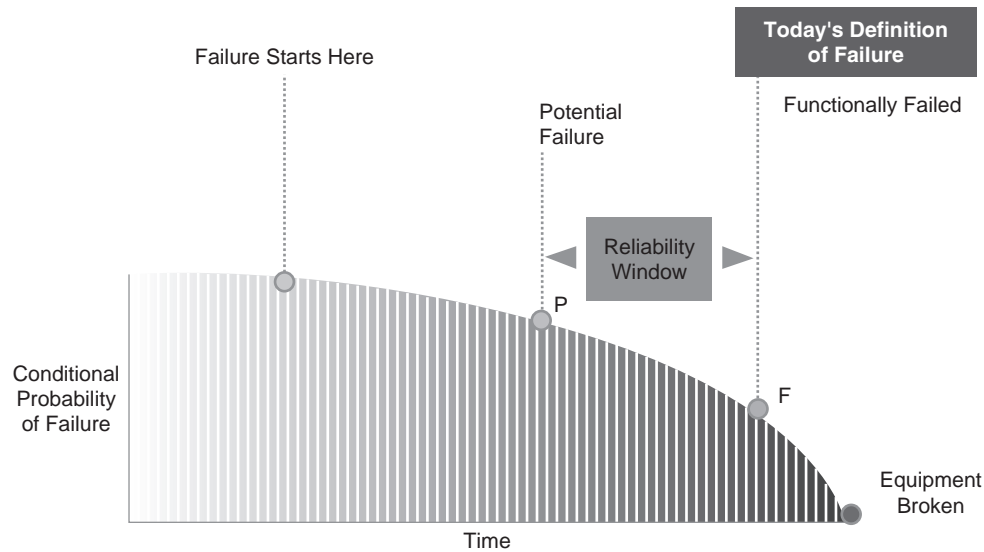 Today's Definition
of Failure
Failure Starts Here
Functionally Failed
Potential
Failure
Reliability
Window
P
Conditional
Probability
of Failure
F
Equipment
Broken
Time